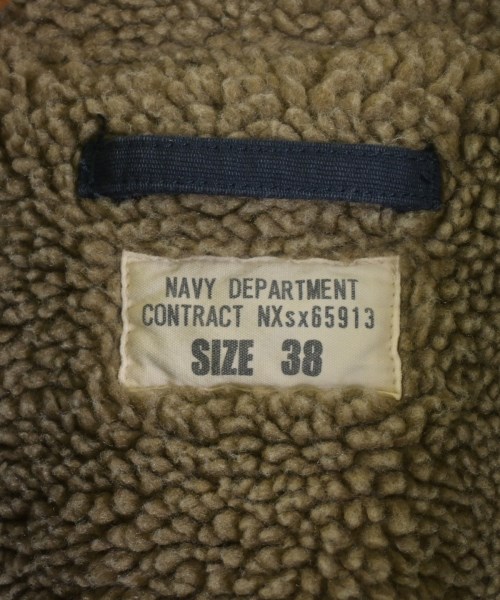 NAVY DEPARTMENT
CONTRACT NXsx65913
SIZE 38